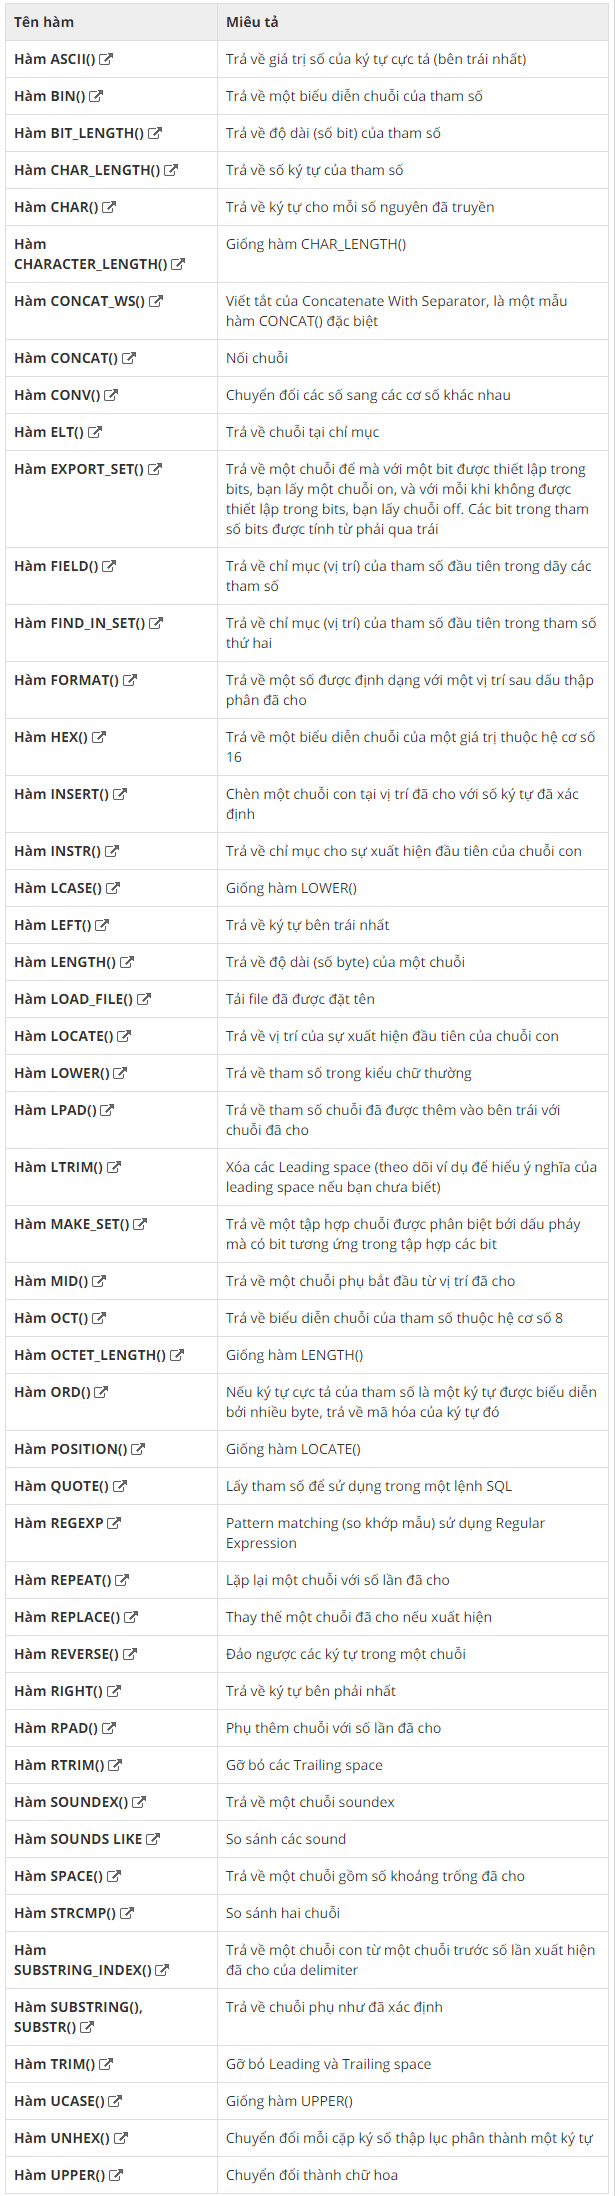 Tên hàm
Miêu tả
Hàm ASCII()
Trả về giá trị số của ký tự cực tả (bên trái nhất)
Hàm BIN()
Trả về một biểu diễn chuỗi của tham số
Hàm BIT_LENGTH()
Trả về độ dài (số bit) của tham số
Hàm CHAR_LENGTH()
Trả về số ký tự của tham số
Hàm CHAR()
Trả về ký tự cho mỗi số nguyên đã truyền
Hàm
CHARACTER_LENGTH()
Giống hàm CHAR_LENGTH()
Hàm CONCAT_WS()
Viết tắt của Concatenate With Separator, là một mẫu
hàm CONCAT() đặc biệt
Hàm CONCAT()
Nối chuỗi
Hàm CONV()
Chuyển đổi các số sang các cơ số khác nhau
Hàm ELT()
Trả về chuỗi tại chỉ mục
Hàm EXPORT_SET()
Trả về một chuỗi để mà với một bit được thiết lập trong
bits, bạn lấy một chuỗi on, và với mỗi khi không được
thiết lập trong bits, bạn lấy chuỗi off. Các bit trong tham
số bits được tính từ phải qua trái
Hàm FIELD()
Trả về chỉ mục (vị trí) của tham số đầu tiên trong dãy các
tham số
Hàm FIND_IN_SET()
Trả về chỉ mục (vị trí) của tham số đầu tiên trong tham số
thứ hai
Hàm FORMAT()
Trả về một số được định dạng với một vị trí sau dấu thập
phân đã cho
Hàm HEX()
Trả về một biểu diễn chuỗi của một giá trị thuộc hệ cơ số
16
Hàm INSERT()
Chèn một chuỗi con tại vị trí đã cho với số ký tự đã xác
định
Hàm INSTR()
Trả về chỉ mục cho sự xuất hiện đầu tiên của chuỗi con
Hàm LCASE()
Giống hàm LOWER()
Hàm LEFT()
Trả về ký tự bên trái nhất
Hàm LENGTH()
Trả về độ dài (số byte) của một chuỗi
Hàm LOAD_FILE()
Tải file đã được đặt tên
Hàm LOCATE()
Trả về vị trí của sự xuất hiện đầu tiên của chuỗi con
Hàm LOWER()
Trả về tham số trong kiểu chữ thường
Hàm LPAD()
Trả về tham số chuỗi đã được thêm vào bên trái với
chuỗi đã cho
Hàm LTRIM()
Xóa các Leading space (theo dõi ví dụ để hiểu ý nghĩa của
leading space nếu bạn chưa biết)
Hàm MAKE_SET()
Trả về một tập hợp chuỗi được phân biệt bởi dấu phảy
mà có bit tương ứng trong tập hợp các bit
Hàm MID()
Trả về một chuỗi phụ bắt đầu từ vị trí đã cho
Hàm OCT()
Trả về biểu diễn chuỗi của tham số thuộc hệ cơ số 8
Hàm OCTET_LENGTH()
Giống hàm LENGTH()
Hàm ORD()
Nếu ký tự cực tả của tham số là một ký tự được biểu diễn
bởi nhiều byte, trả về mã hóa của ký tự đó
Hàm POSITION()
Giống hàm LOCATE()
Hàm QUOTE()
Lấy tham số để sử dụng trong một lệnh SQL
Hàm REGEXP
Pattern matching (so khớp mẫu) sử dụng Regular
Expression
Hàm REPEAT()
Lặp lại một chuỗi với số lần đã cho
Hàm REPLACE()
Thay thế một chuỗi đã cho nếu xuất hiện
Hàm REVERSE()
Đảo ngược các ký tự trong một chuỗi
Hàm RIGHT()
Trả về ký tự bên phải nhất
Hàm RPAD()
Phụ thêm chuỗi với số lần đã cho
Hàm RTRIM()
Gỡ bỏ các Trailing space
Hàm SOUNDEX()
Trả về một chuỗi soundex
Hàm SOUNDS LIKE
So sánh các sound
Hàm SPACE()
Trả về một chuỗi gồm số khoảng trống đã cho
Hàm STRCMP()
So sánh hai chuỗi
Hàm
SUBSTRING_INDEX()
Trả về một chuỗi con từ một chuỗi trước số lần xuất hiện
đã cho của delimiter
Hàm SUBSTRING(),
SUBSTR()
Trả về chuỗi phụ như đã xác định
Hàm TRIM()
Gỡ bỏ Leading và Trailing space
Hàm UCASE()
Giống hàm UPPER()
Hàm UNHEX()
Chuyển đổi mỗi cặp ký số thập lục phân thành một ký tự
Hàm UPPER()
Chuyển đổi thành chữ hoa